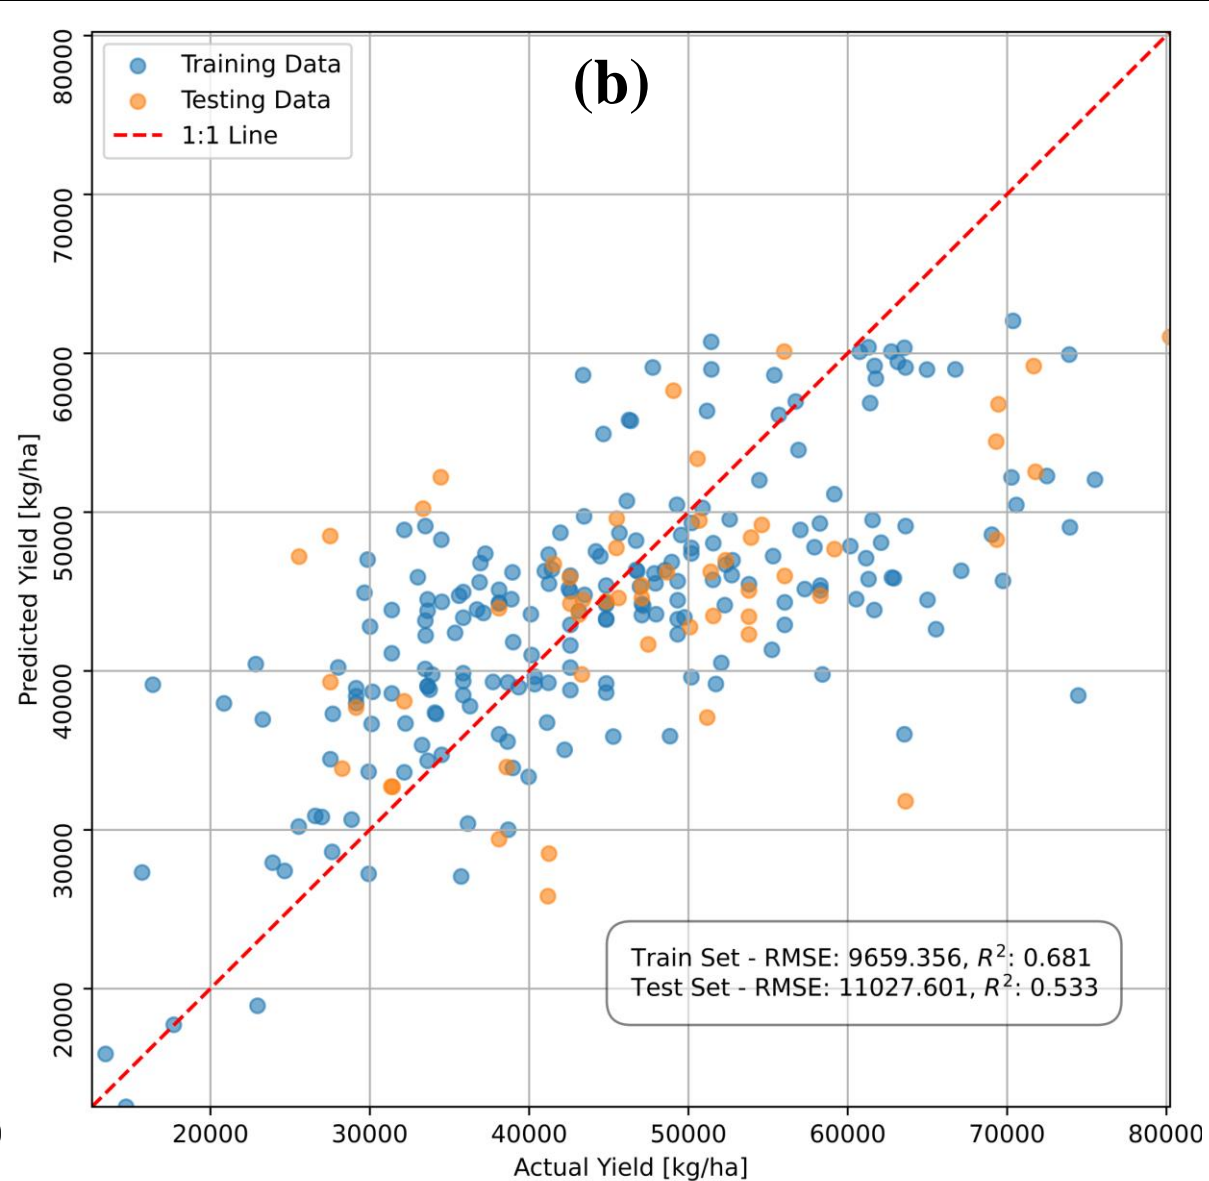 (b)
Training Data
Testing Data
1:1 Line
80000
70000
60000
50000
40000
30000
20000
Predicted Yield [kg/ha]
Train Set - RMSE: 9659.356, R²: 0.681
Test Set - RMSE: 11027.601, R²: 0.533
20000 30000 40000 50000 60000 70000 80000
Actual Yield [kg/ha]